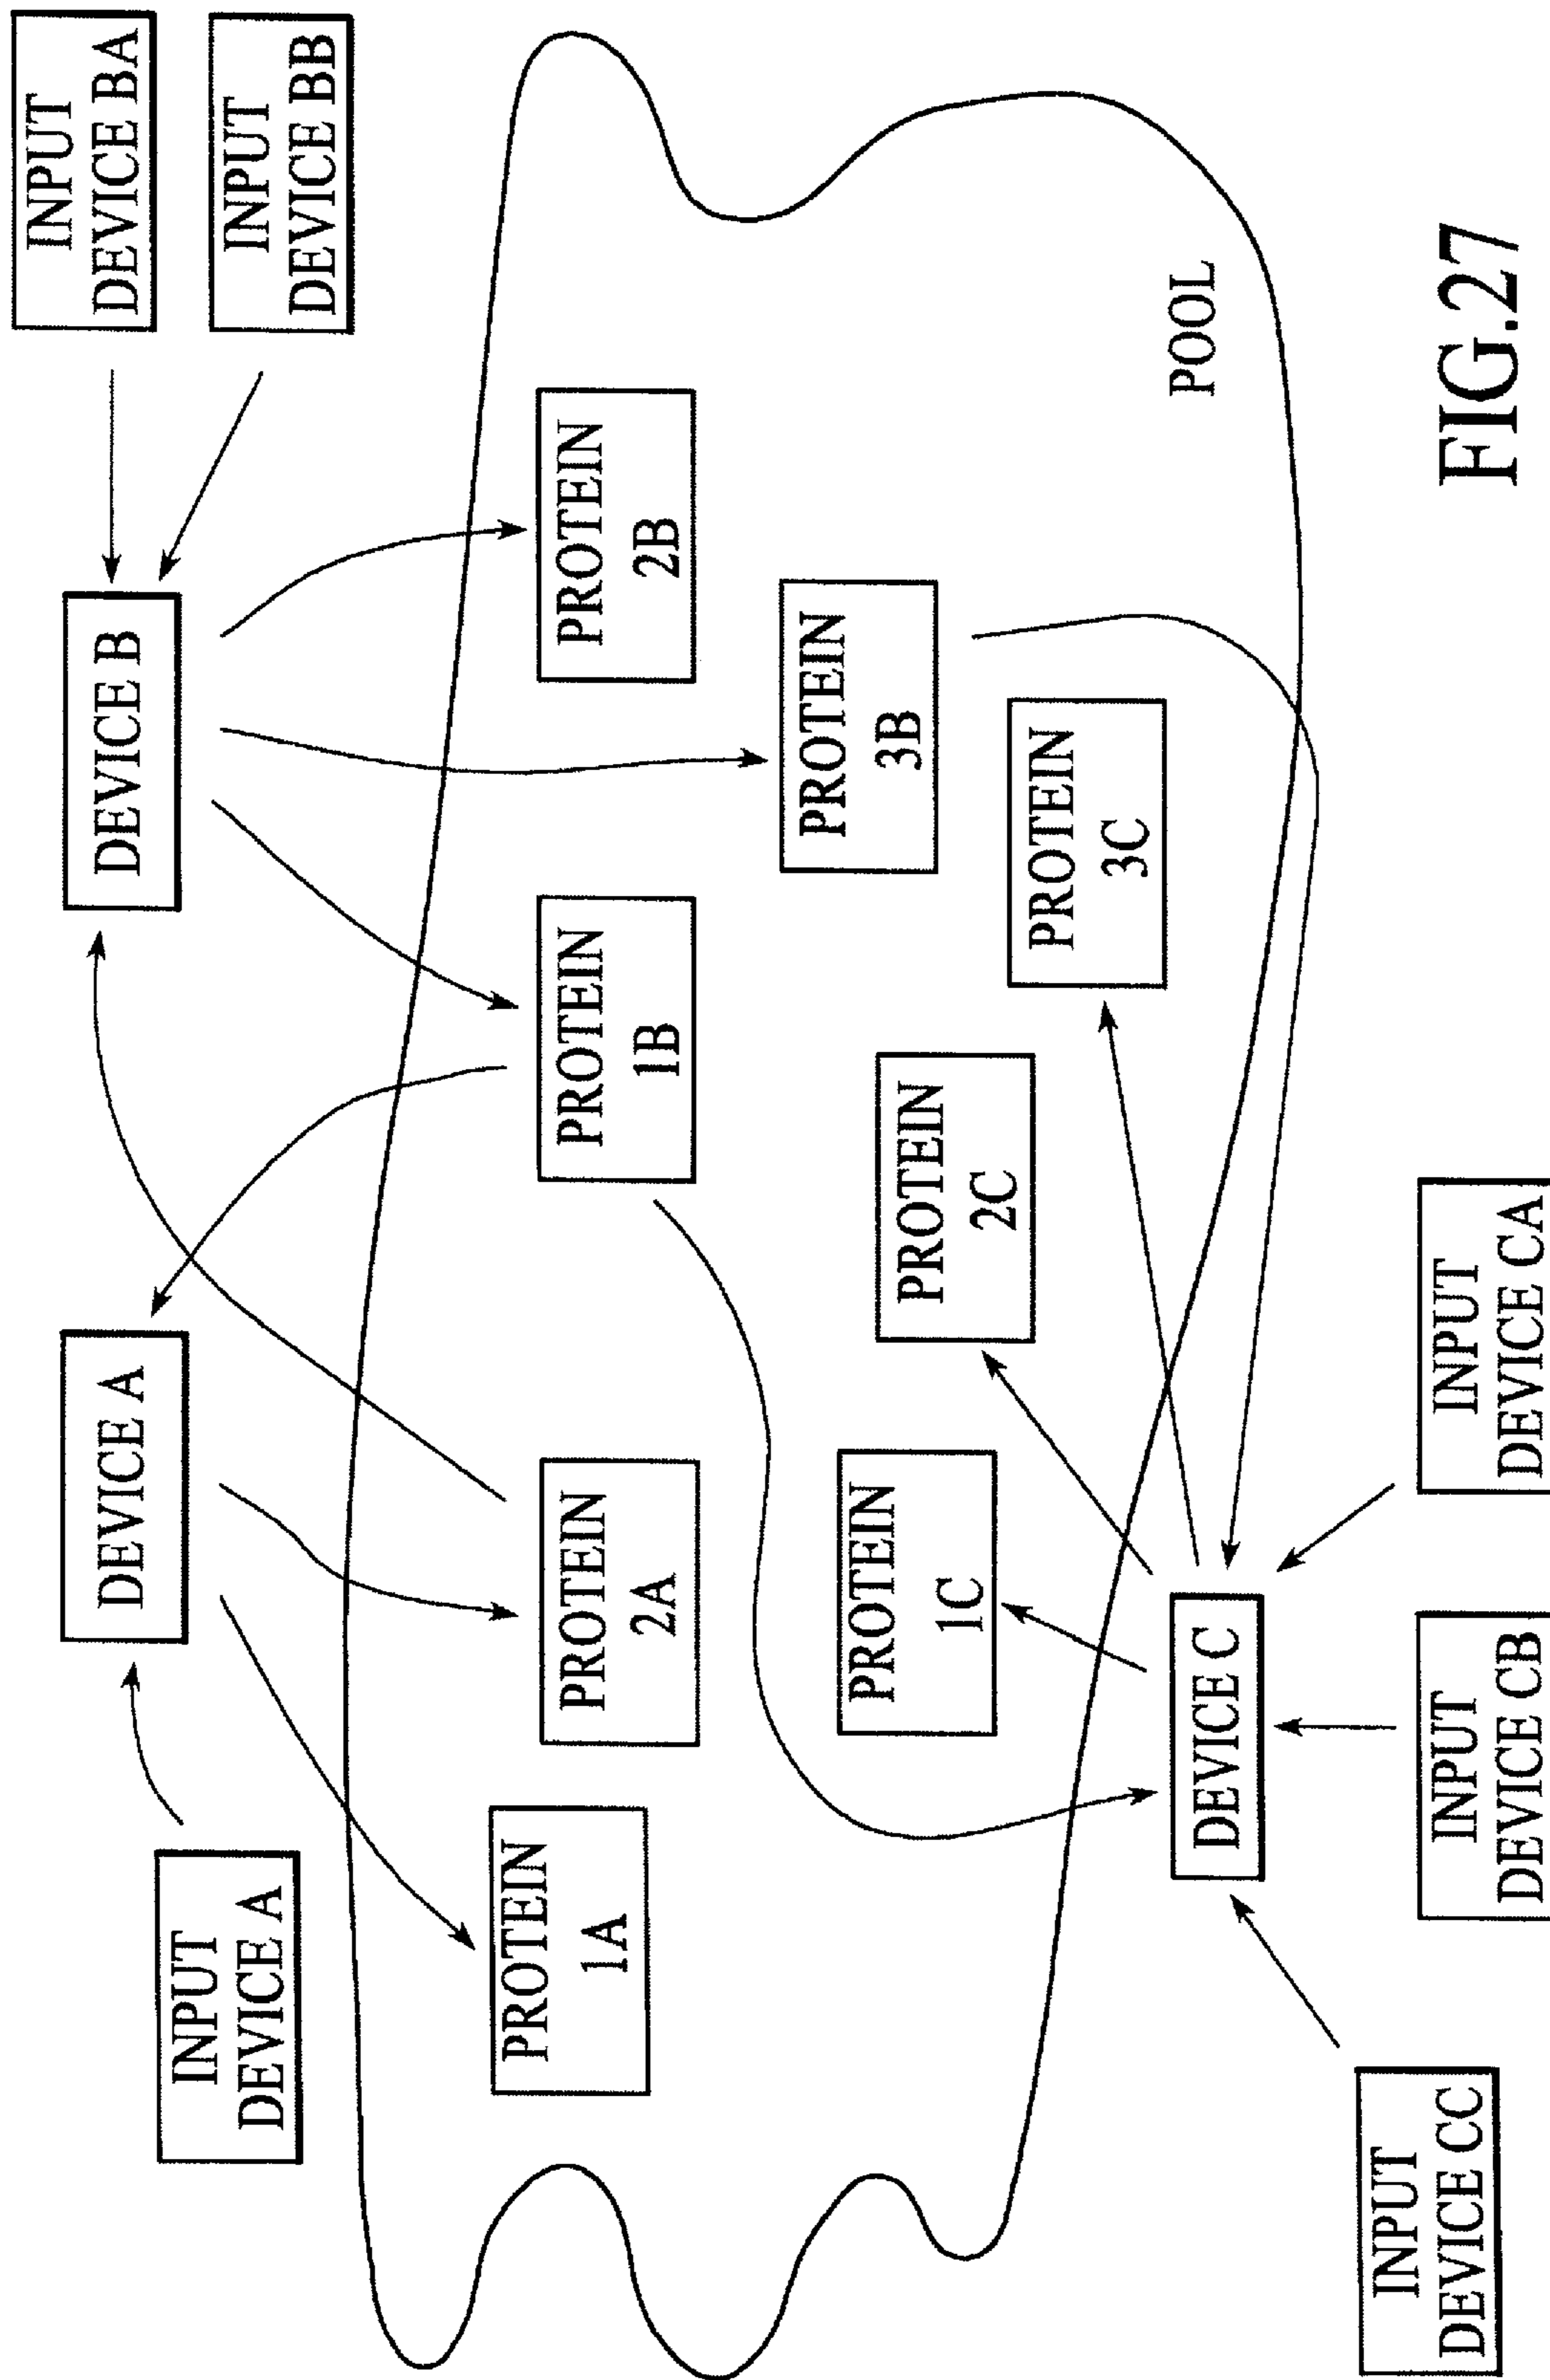 INPUT
DEVICE A
DEVICE A
DEVICE B
INPUT
DEVICE BA
INPUT
DEVICE BB
PROTEIN
1A
PROTEIN
2A
PROTEIN
1B
PROTEIN
2B
PROTEIN
3B
PROTEIN
1C
PROTEIN
2C
PROTEIN
3C
POOL
DEVICE C
INPUT
DEVICE CC
INPUT
DEVICE CB
INPUT
DEVICE CA
FIG.27